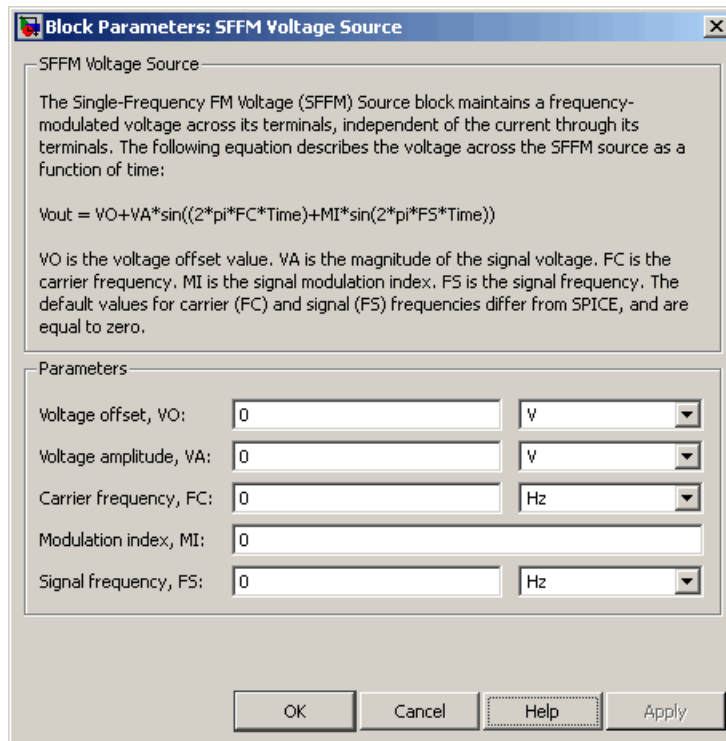 Block Parameters: SFFM Voltage Source
SFFM Voltage Source
The Single-Frequency FM Voltage (SFFM) Source block maintains a frequency-
modulated voltage across its terminals, independent of the current through its
terminals. The following equation describes the voltage across the SFFM source as a
function of time:
Vout = VO+VA*sin((2*pi*FC*Time)+MI*sin(2*pi*FS*Time))
VO is the voltage offset value. VA is the magnitude of the signal voltage. FC is the
carrier frequency. MI is the signal modulation index. FS is the signal frequency. The
default values for carrier (FC) and signal (FS) frequencies differ from SPICE, and are
equal to zero.
Parameters
Voltage offset, VO: 0 V
Voltage amplitude, VA: 0 V
Carrier frequency, FC: 0 Hz
Modulation index, MI: 0
Signal frequency, FS: 0 Hz
OK Cancel Help Apply